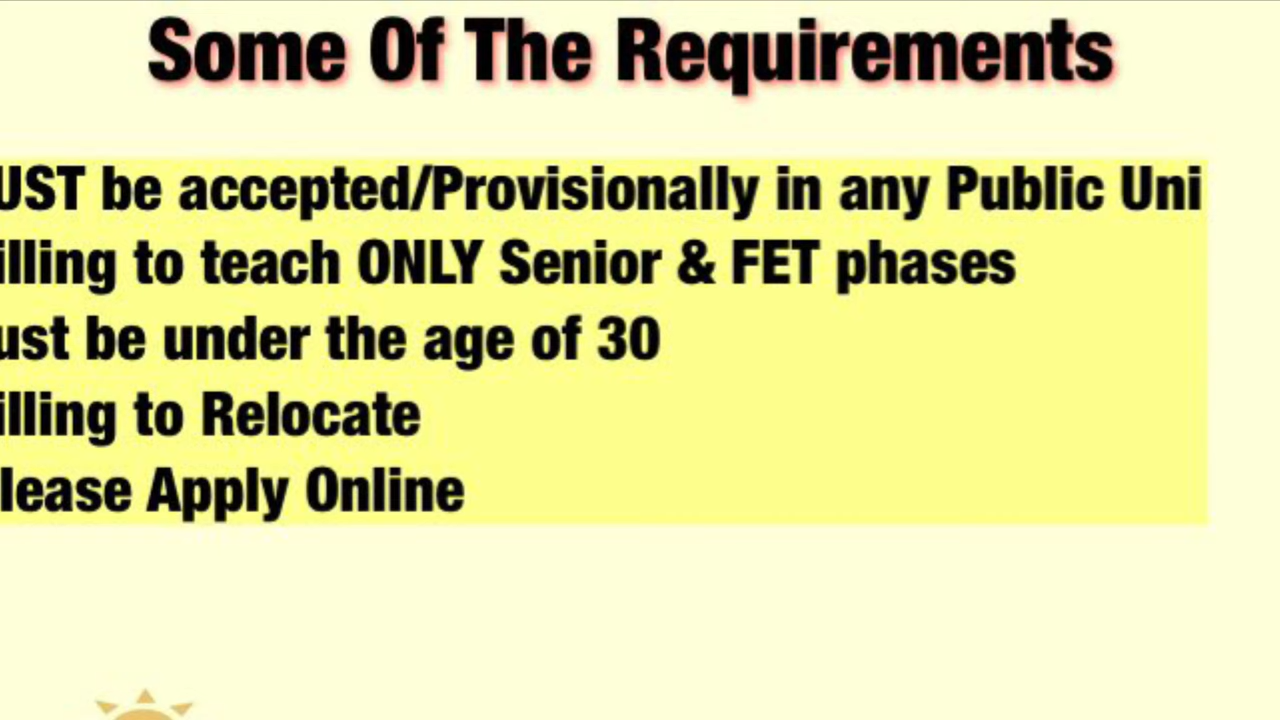 Some Of The Requirements
UST be accepted/Provisionally in any Public Uni
illing to teach ONLY Senior & FET phases
ust be under the age of 30
illing to Relocate
lease Apply Online